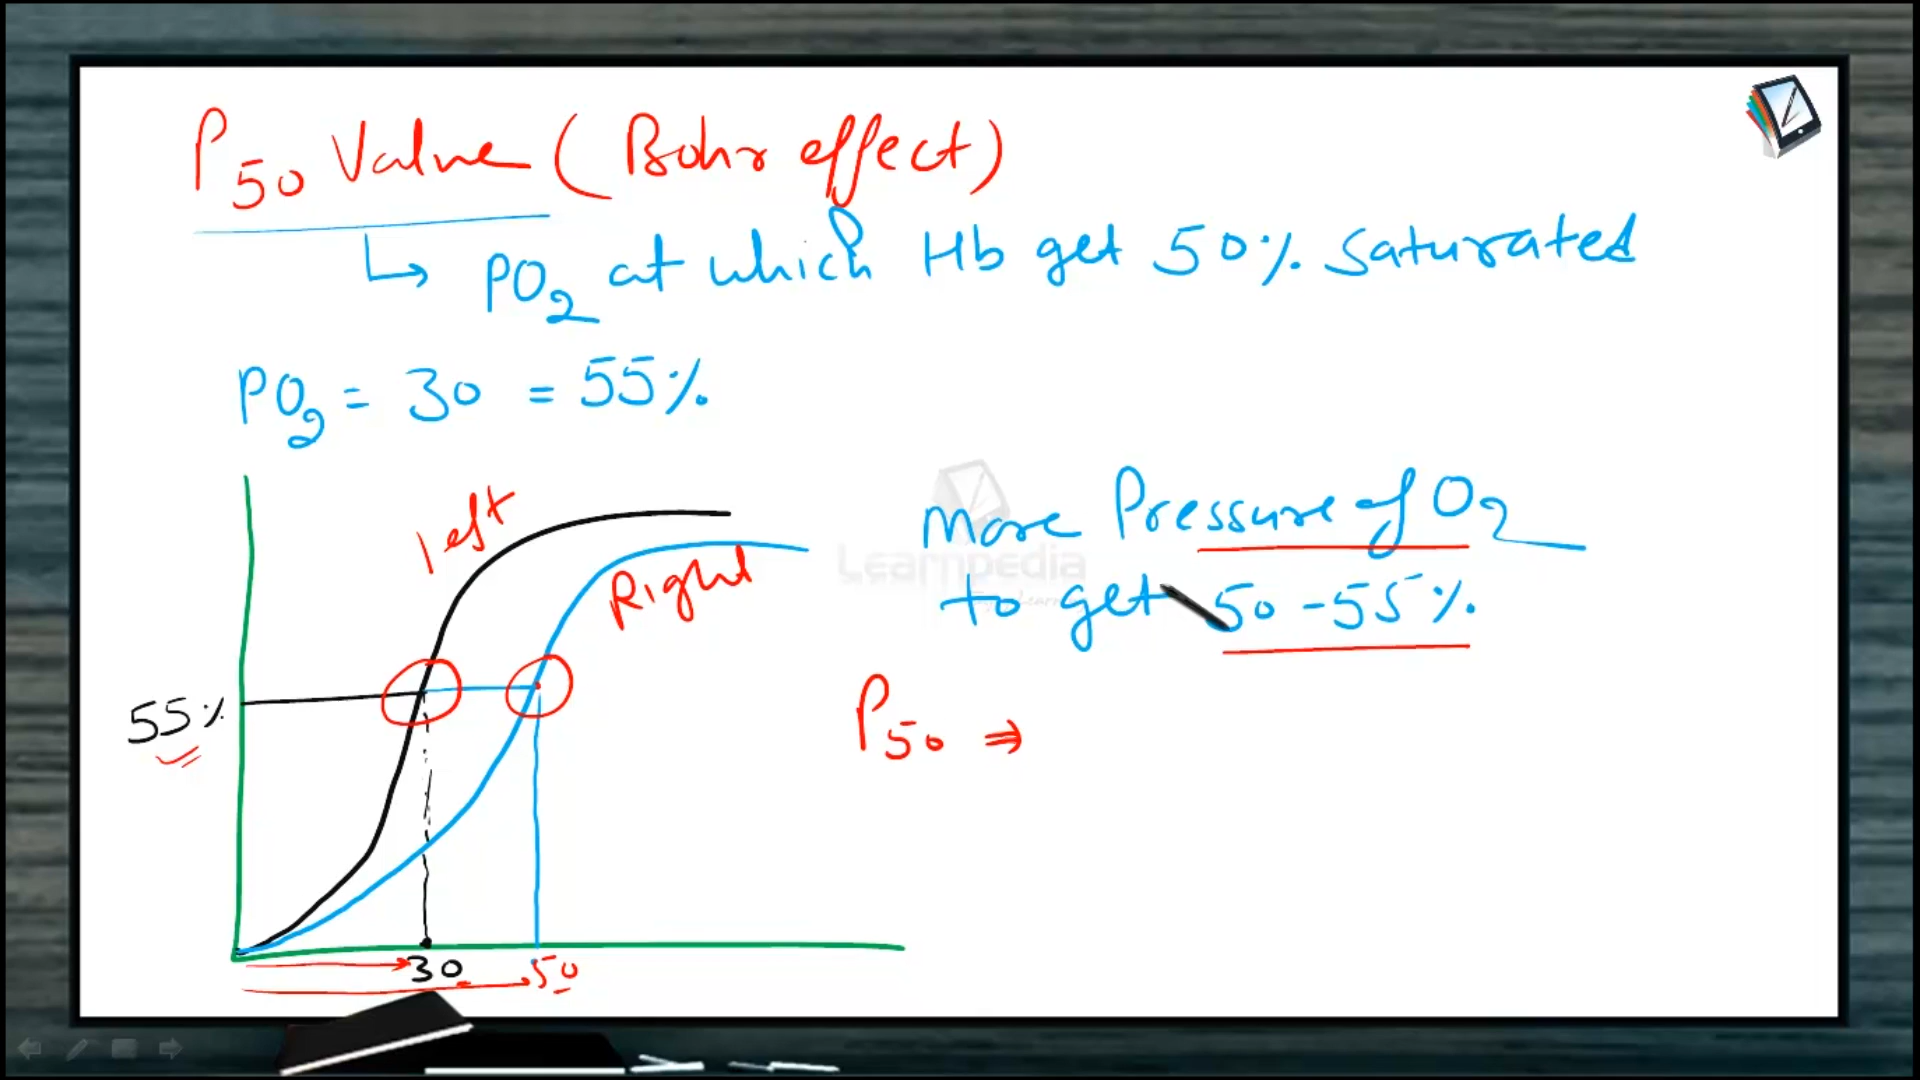 P50 Value (Bohr effect)
↳ PO2 at which Hb get 50% saturated
PO2 = 30 = 55%
left
Right
55%
30
50
More Pressure of O2
to get 50-55%
P50 ⇒
Learnpedia